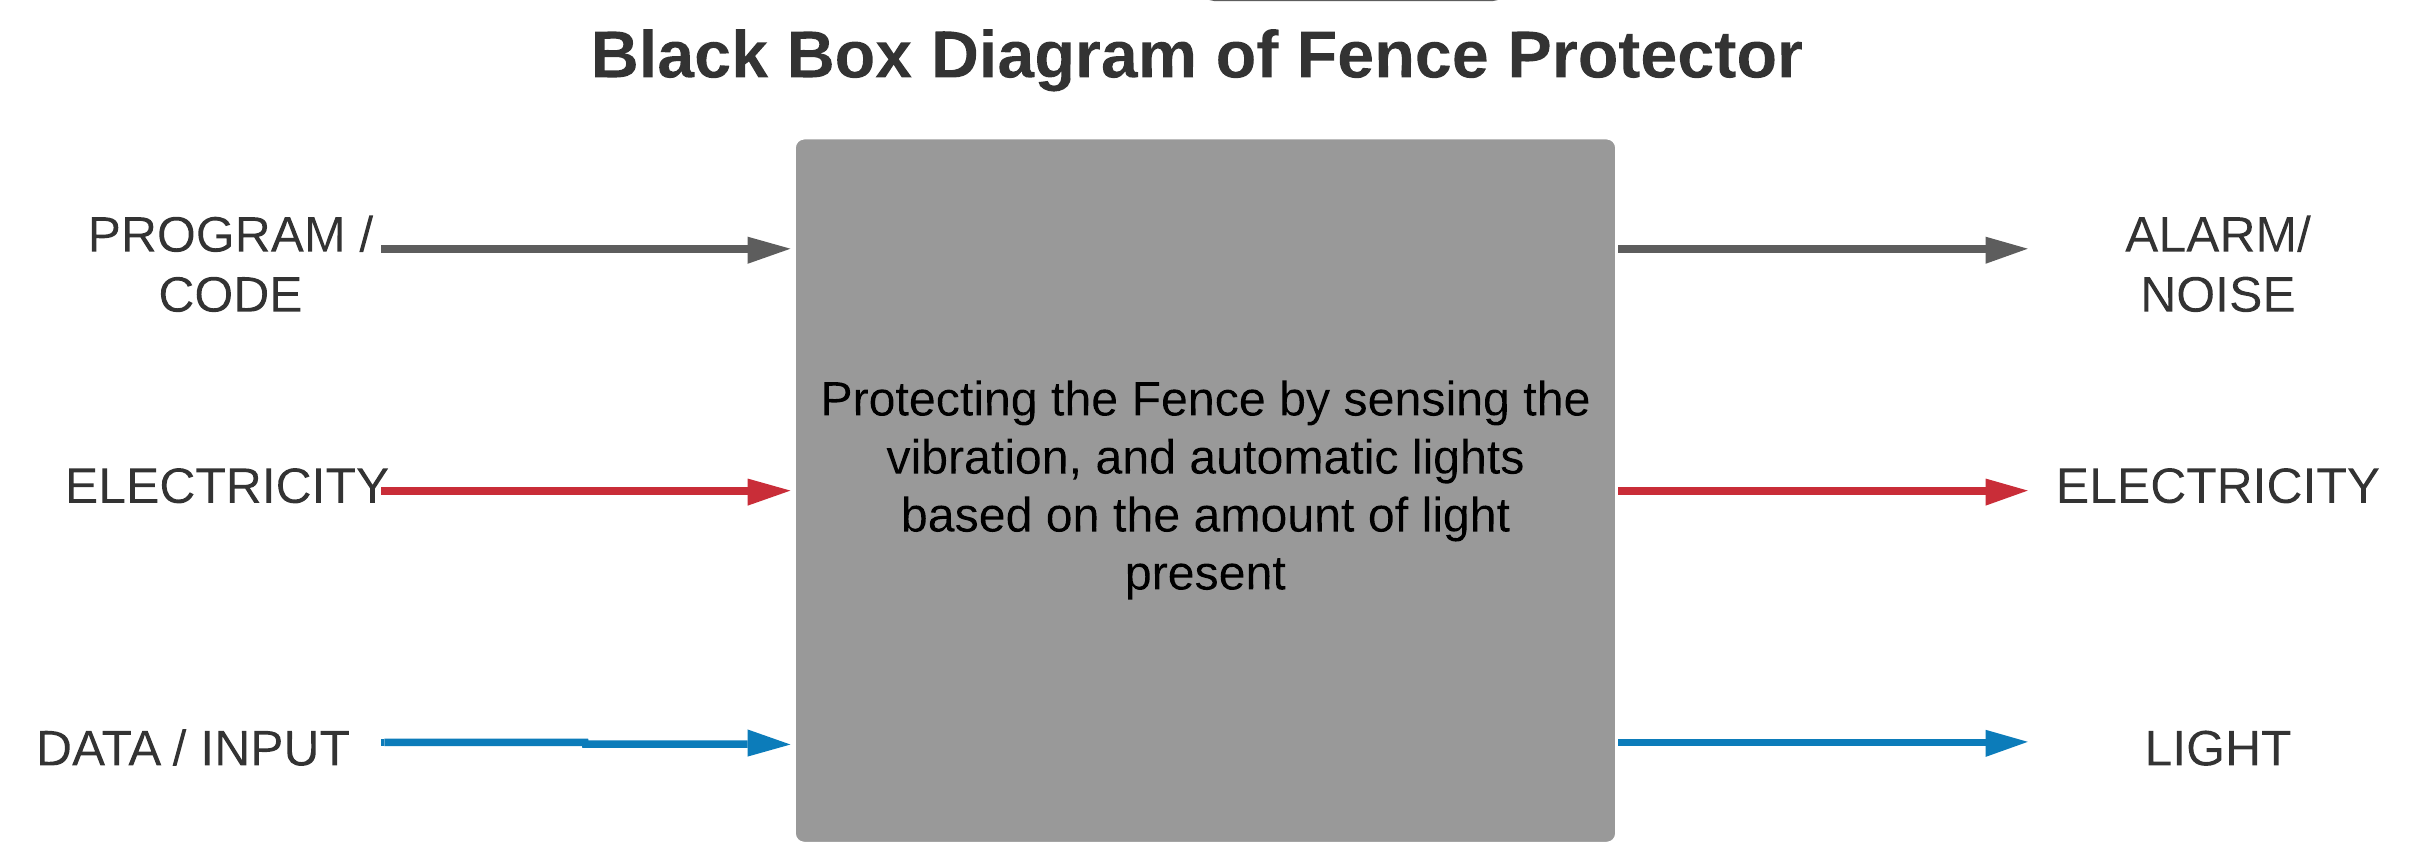 Black Box Diagram of Fence Protector
PROGRAM /
CODE
ALARM/
NOISE
Protecting the Fence by sensing the
vibration, and automatic lights
based on the amount of light
present
ELECTRICITY
ELECTRICITY
DATA / INPUT
LIGHT